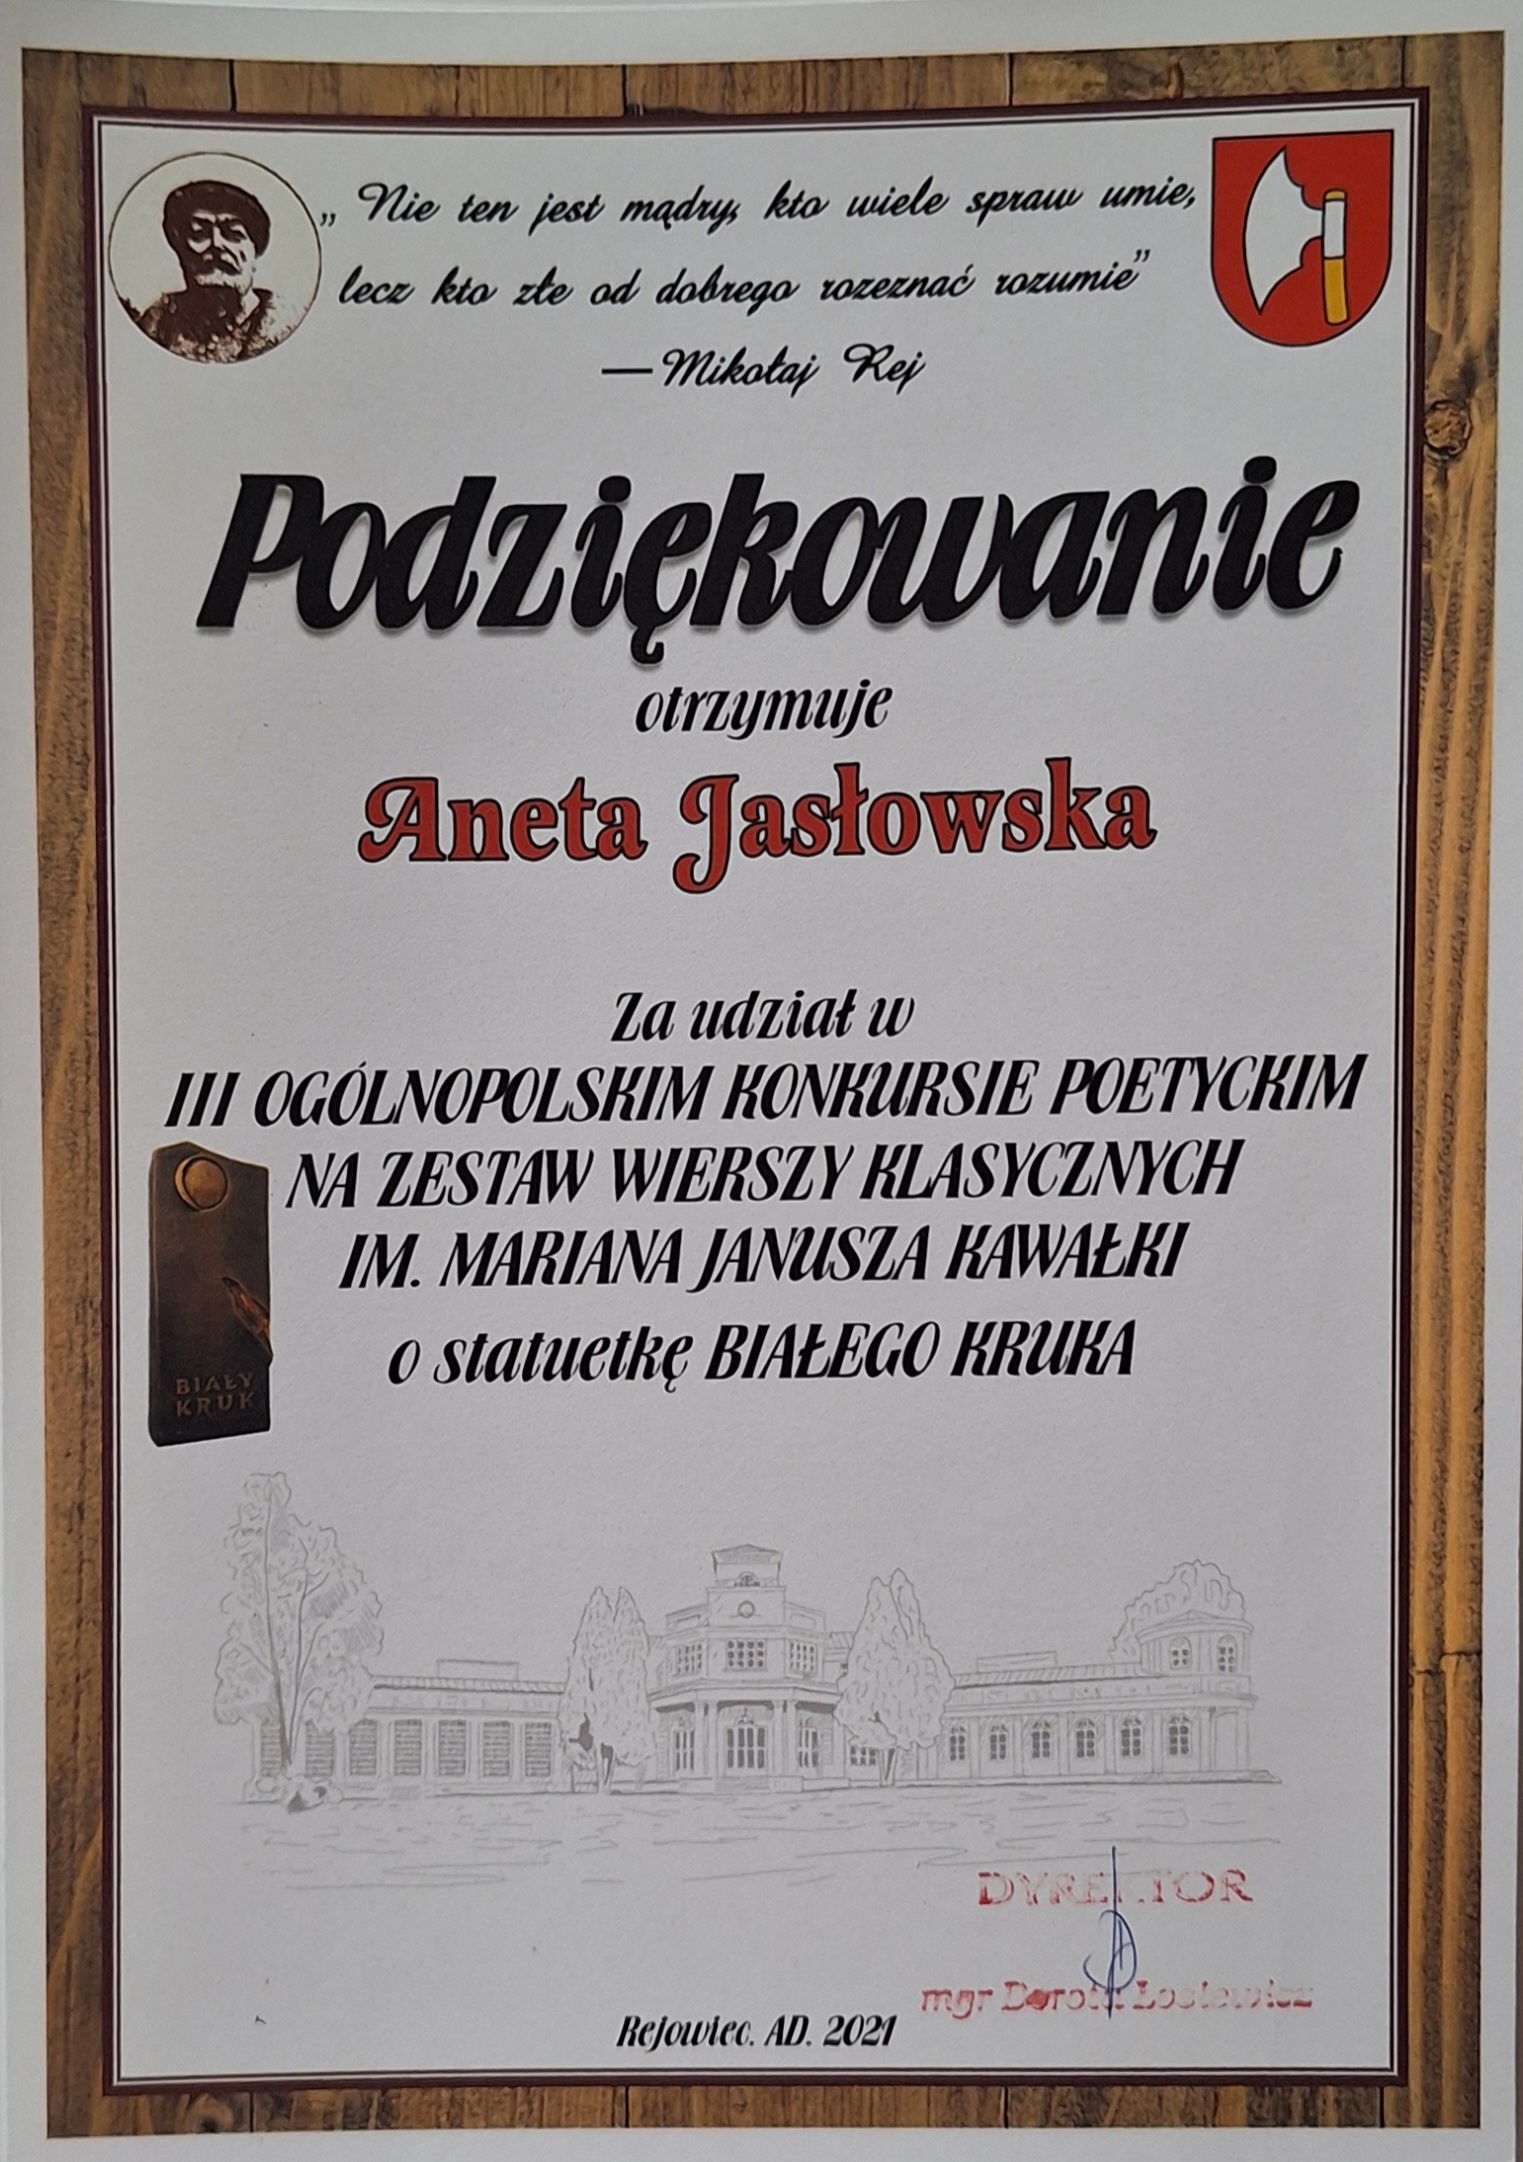 „ Nie ten jest mądry, kto wiele spraw umie,
lecz kto złe od dobrego rozeznać rozumie”
— Mikołaj Rej
Podziękowanie
otrzymuje
Aneta Jasłowska
Za udział w
III OGÓLNOPOLSKIM KONKURSIE POETYCKIM
NA ZESTAW WIERSZY KLASYCZNYCH
IM. MARIANA JANUSZA KAWAŁKI
o statuetkę BIAŁEGO KRUKA
BIAŁY
KRUK
DYREKTOR
mgr Dorota Łosiewicz
Rejowiec. AD. 2021